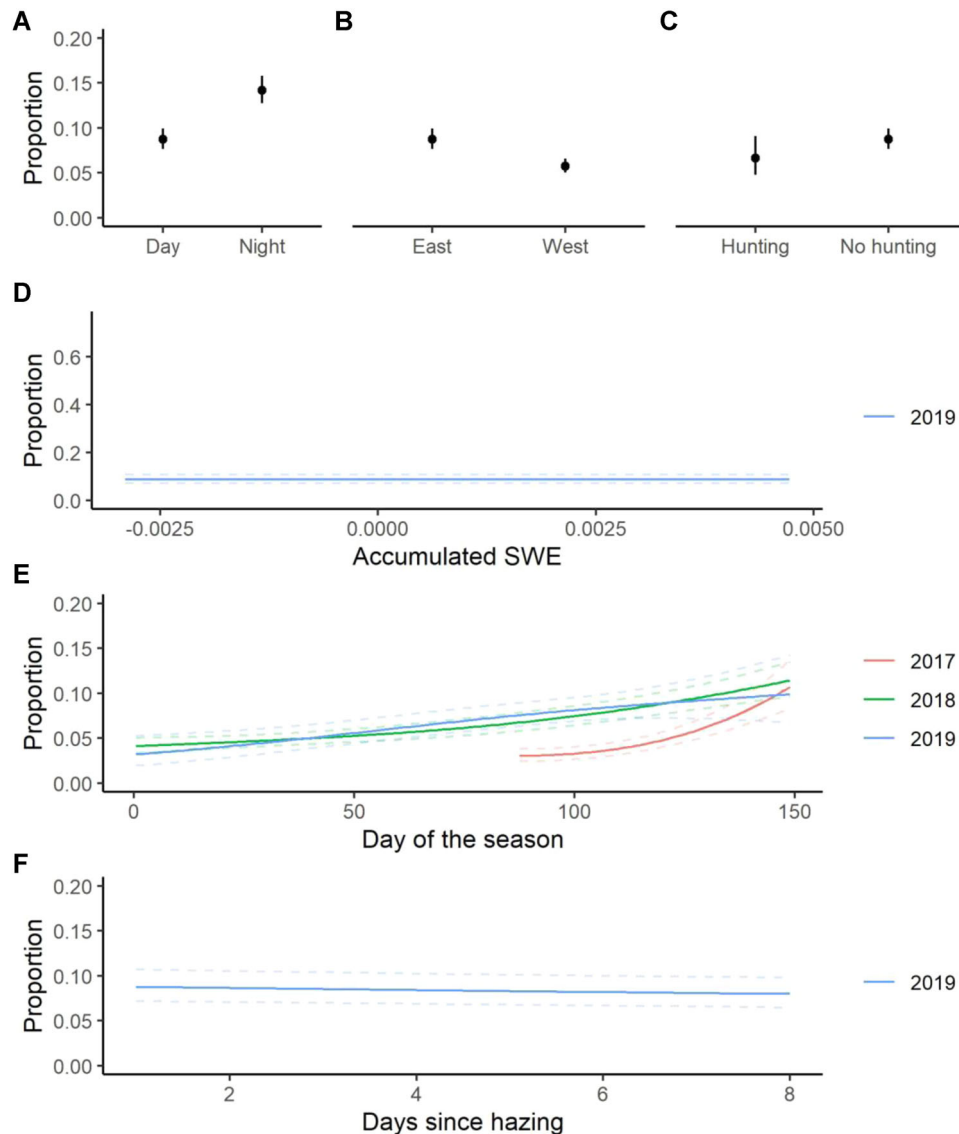 A
B
C
Proportion
0.20
0.15
0.10
0.05
0.00
Day
Night
East
West
Hunting
No hunting
D
Proportion
0.6
0.4
0.2
0.0
-0.0025
0.0000
0.0025
0.0050
Accumulated SWE
2019
E
Proportion
0.20
0.15
0.10
0.05
0.00
0
50
100
150
Day of the season
2017
2018
2019
F
Proportion
0.20
0.15
0.10
0.05
0.00
2
4
6
8
Days since hazing
2019